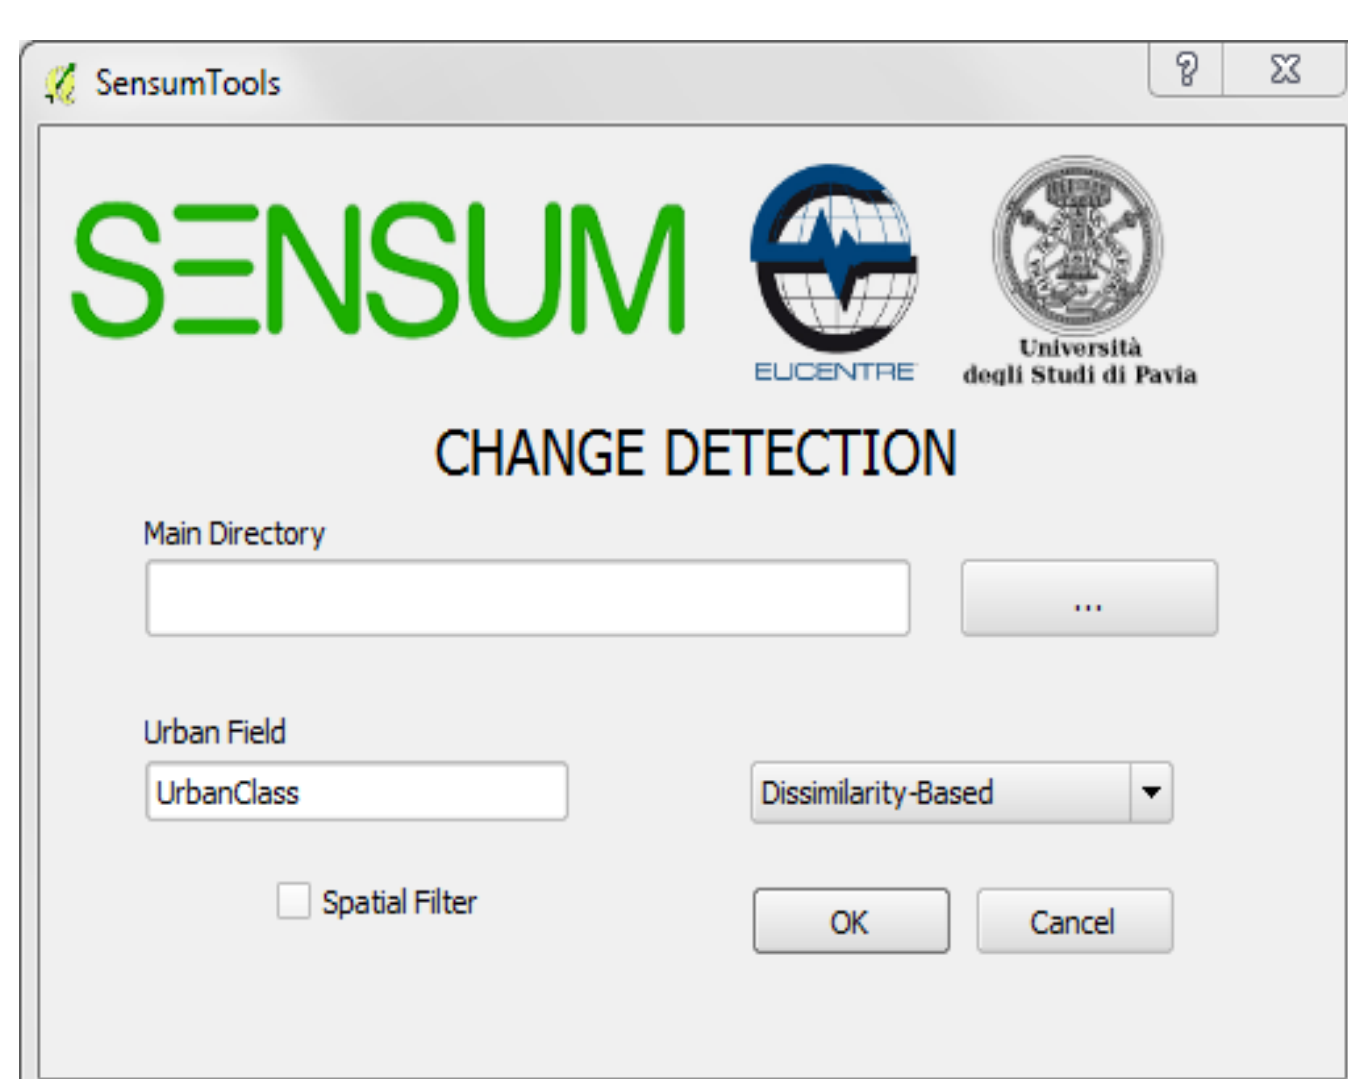 SensumTools
SENSUM
EUCENTRE
Università
degli Studi di Pavia
CHANGE DETECTION
Main Directory
...
Urban Field
UrbanClass
Dissimilarity-Based
Spatial Filter
OK
Cancel